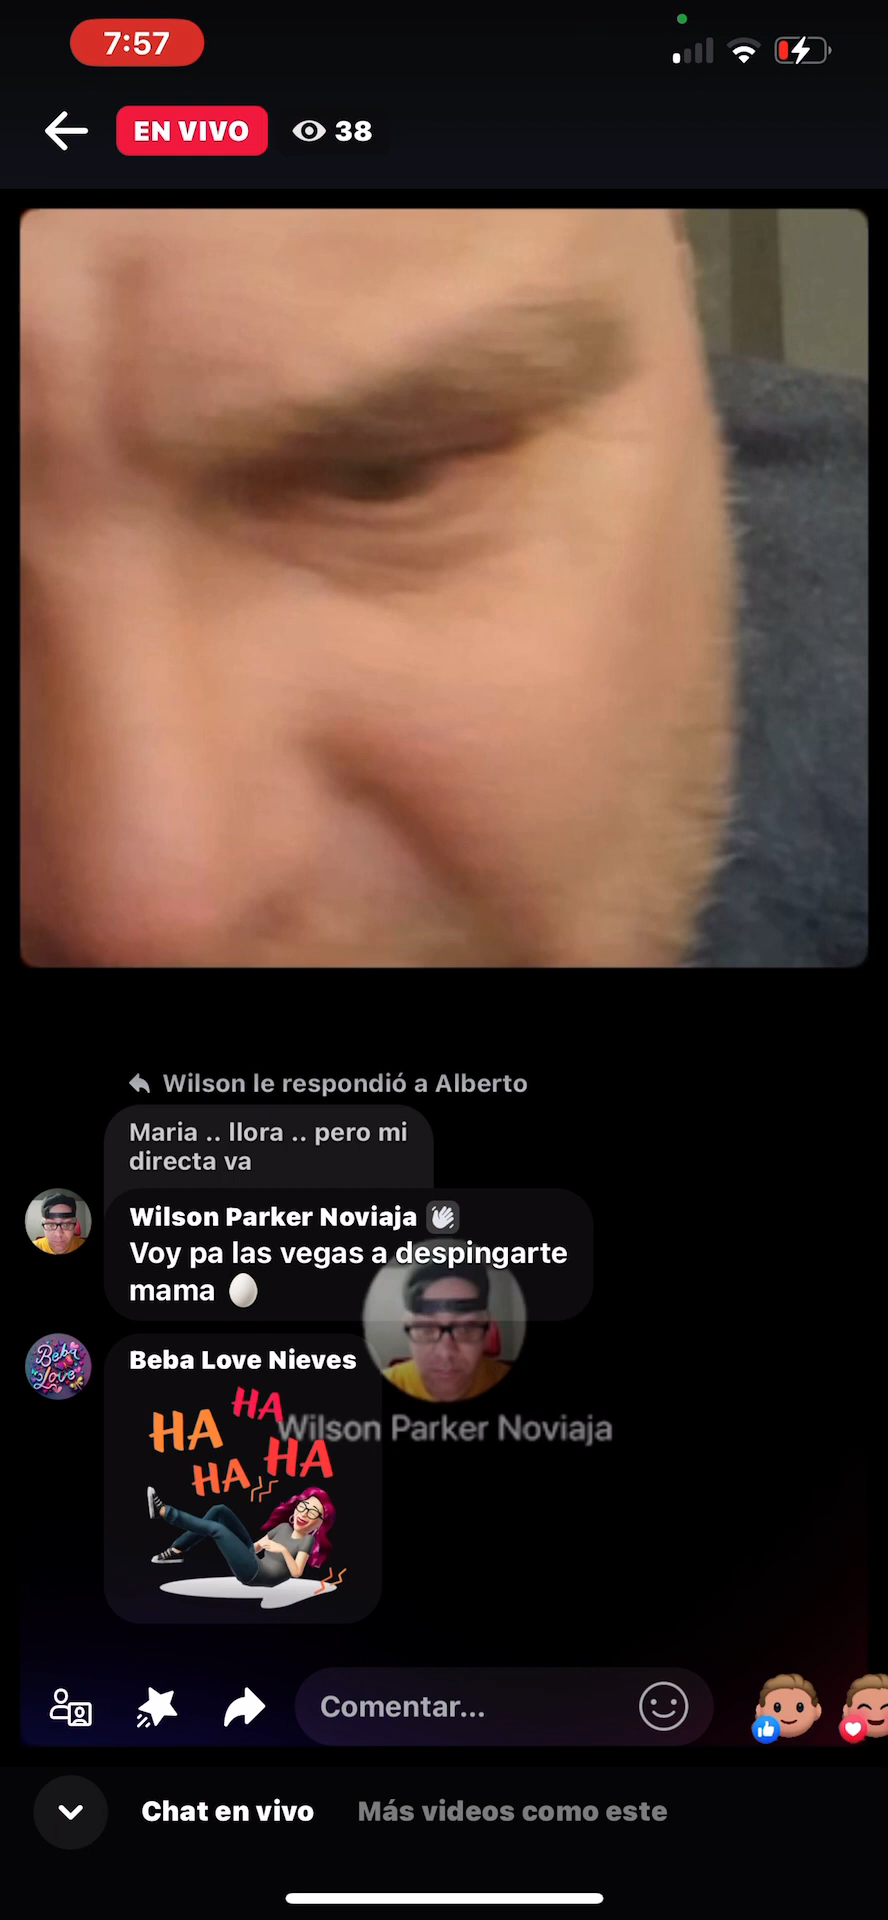 7:57
EN VIVO 38
Wilson le respondió a Alberto
Maria .. llora .. pero mi
directa va
Wilson Parker Noviaja 👋
Voy pa las vegas a despingarte
mama 🥚
Beba Love
Beba Love Nieves
HA
HA
HA
HA
Wilson Parker Noviaja
Comentar...
Chat en vivo Más videos como este